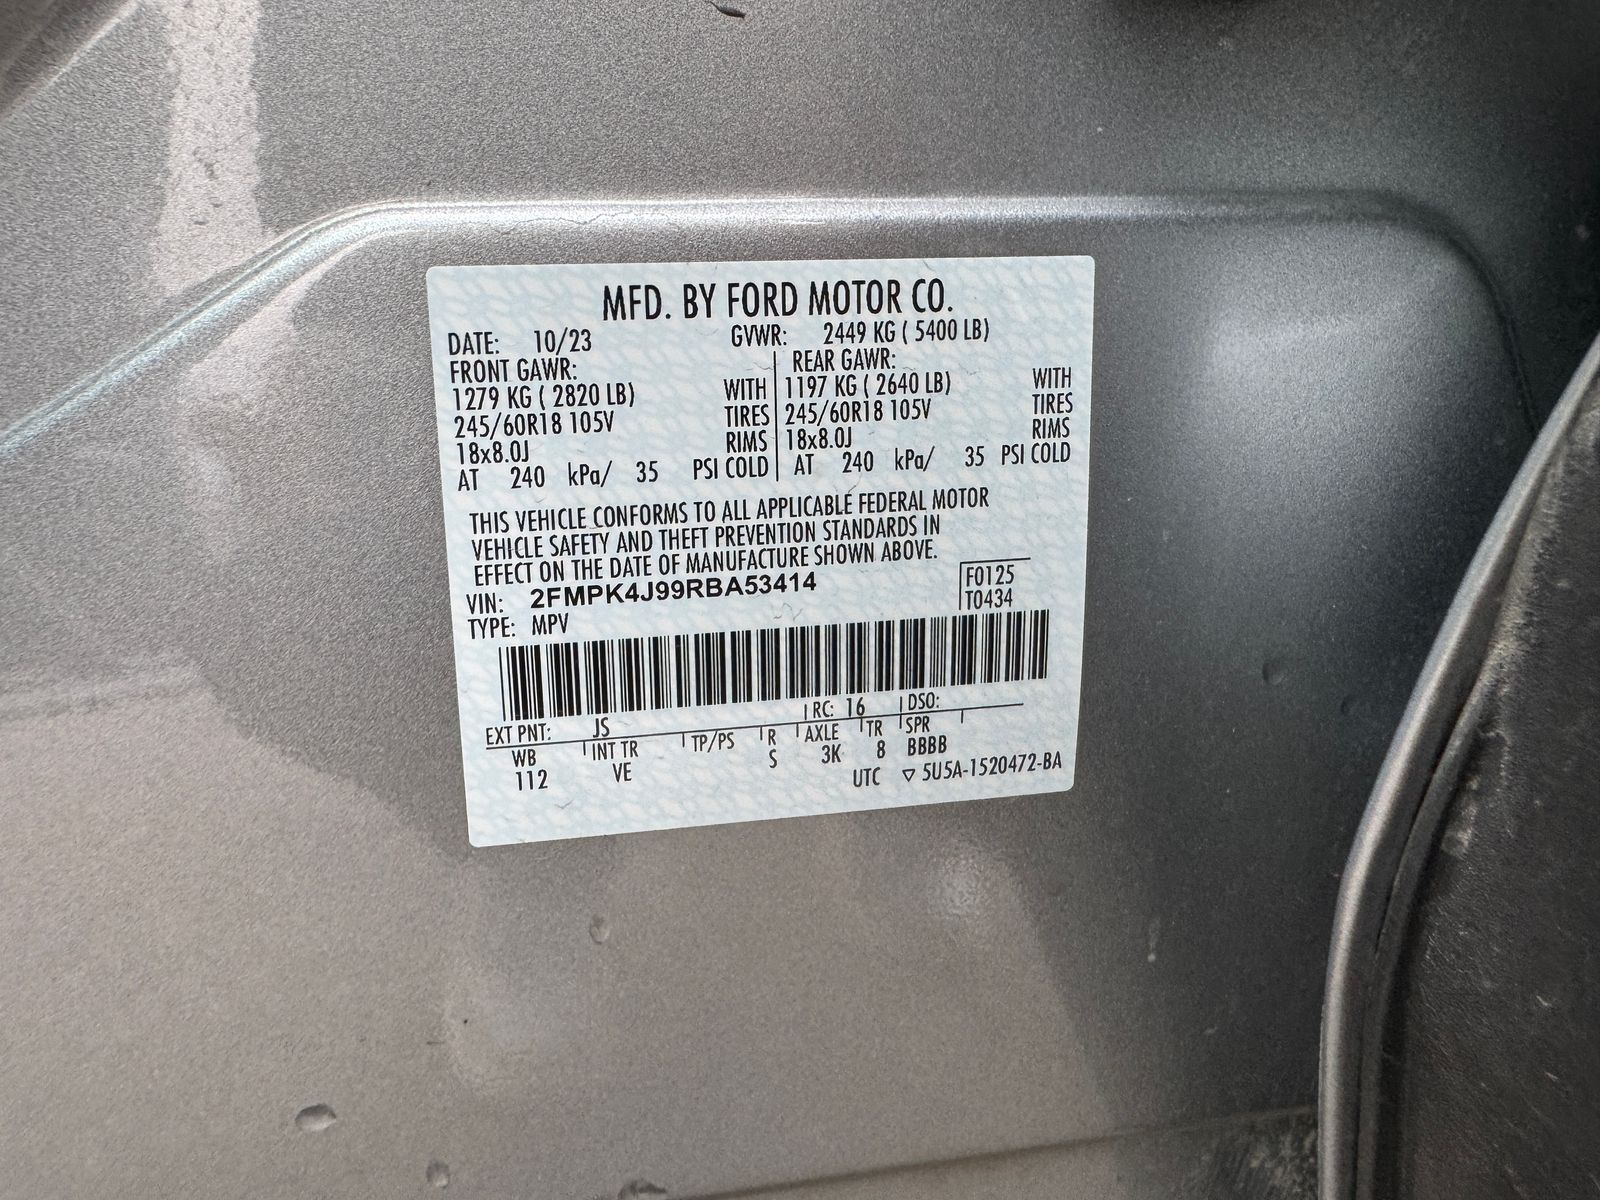 MFD. BY FORD MOTOR CO.
DATE: 10/23 GVWR: 2449 KG ( 5400 LB)
FRONT GAWR: REAR GAWR:
1279 KG ( 2820 LB) WITH 1197 KG ( 2640 LB) WITH
245/60R18 105V TIRES 245/60R18 105V TIRES
18x8.0J RIMS 18x8.0J RIMS
AT 240 kPa/ 35 PSI COLD AT 240 kPa/ 35 PSI COLD
THIS VEHICLE CONFORMS TO ALL APPLICABLE FEDERAL MOTOR
VEHICLE SAFETY AND THEFT PREVENTION STANDARDS IN
EFFECT ON THE DATE OF MANUFACTURE SHOWN ABOVE.
VIN: 2FMPK4J99RBA53414 F0125
TYPE: MPV T0434
EXT PNT: JS RC: 16 DSO:
WB INT TR TP/PS R AXLE TR SPR
112 VE S 3K 8 BBBB
UTC ▽ 5U5A-1520472-BA